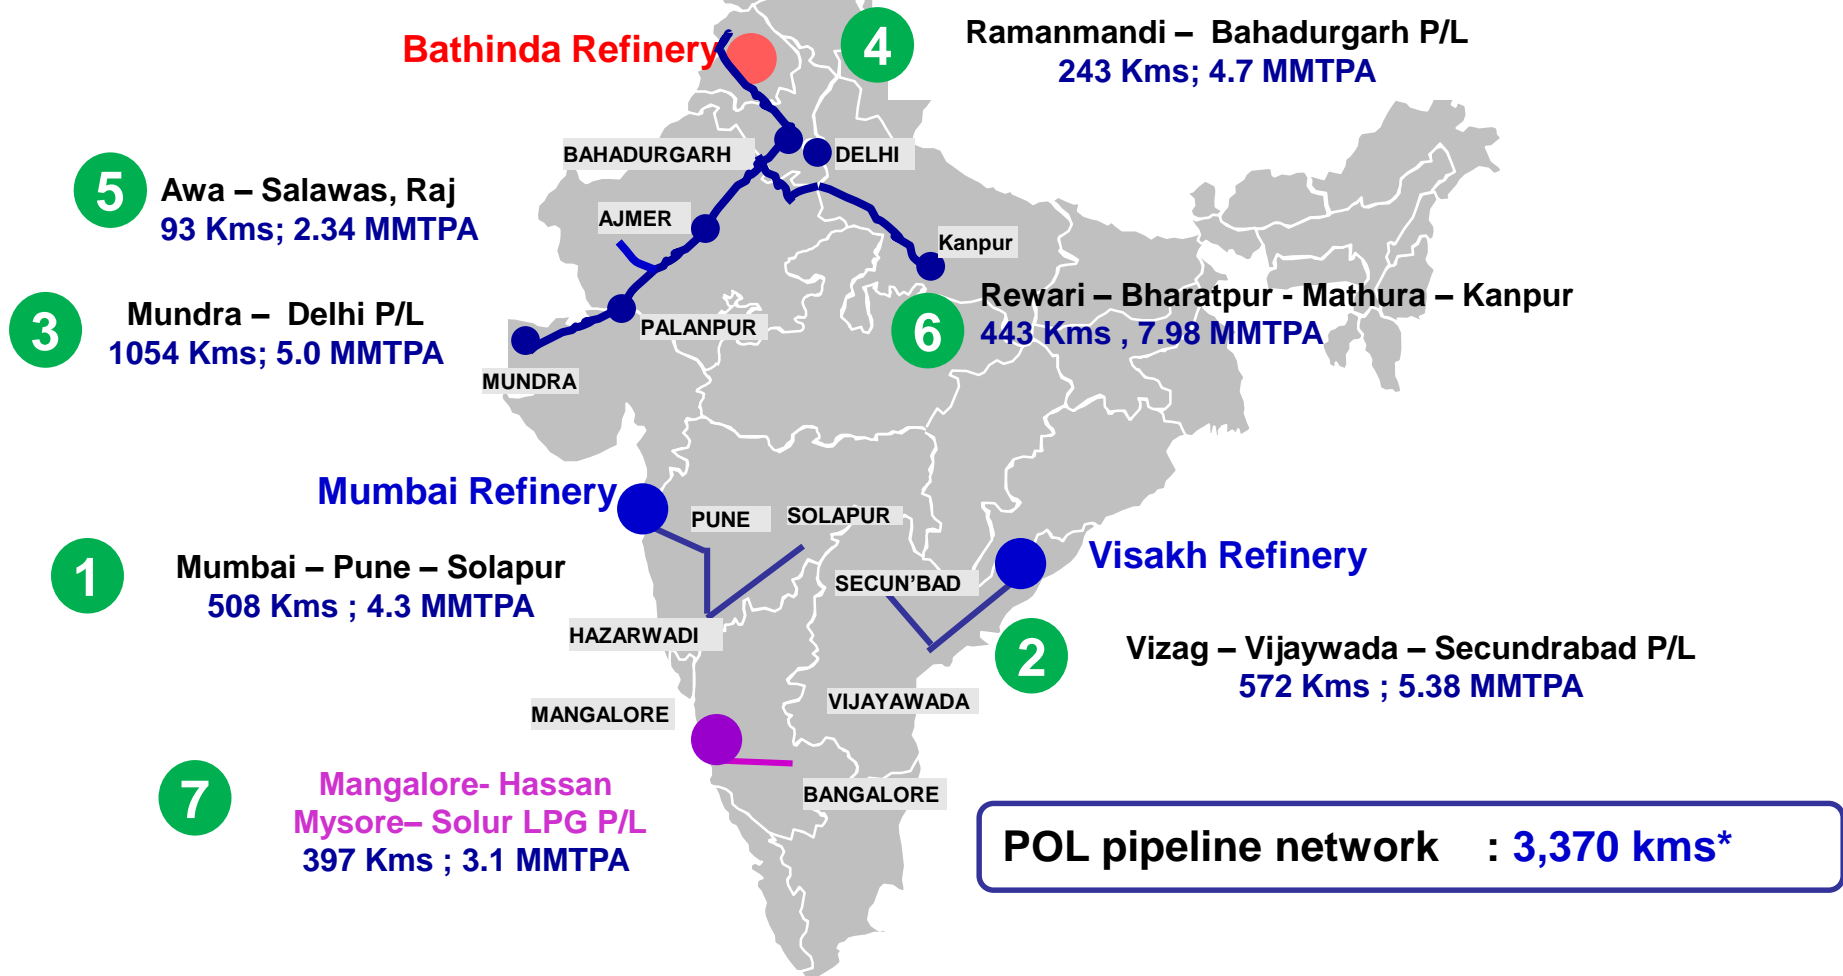 Bathinda Refinery
4
Ramanmandi – Bahadurgarh P/L
243 Kms; 4.7 MMTPA
BAHADURGARH
DELHI
5
Awa – Salawas, Raj
93 Kms; 2.34 MMTPA
AJMER
Kanpur
3
Mundra – Delhi P/L
1054 Kms; 5.0 MMTPA
PALANPUR
MUNDRA
6
Rewari – Bharatpur - Mathura – Kanpur
443 Kms , 7.98 MMTPA
Mumbai Refinery
PUNE
SOLAPUR
1
Mumbai – Pune – Solapur
508 Kms ; 4.3 MMTPA
HAZARWADI
SECUN'BAD
Visakh Refinery
2
Vizag – Vijaywada – Secundrabad P/L
572 Kms ; 5.38 MMTPA
VIJAYAWADA
MANGALORE
7
Mangalore- Hassan
Mysore– Solur LPG P/L
397 Kms ; 3.1 MMTPA
BANGALORE
POL pipeline network : 3,370 kms*